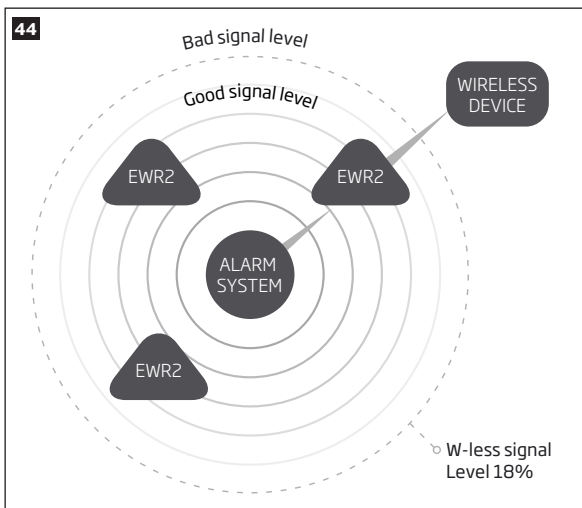 44
Bad signal level
Good signal level
WIRELESS
DEVICE
EWR2
EWR2
ALARM
SYSTEM
EWR2
W-less signal
Level 18%